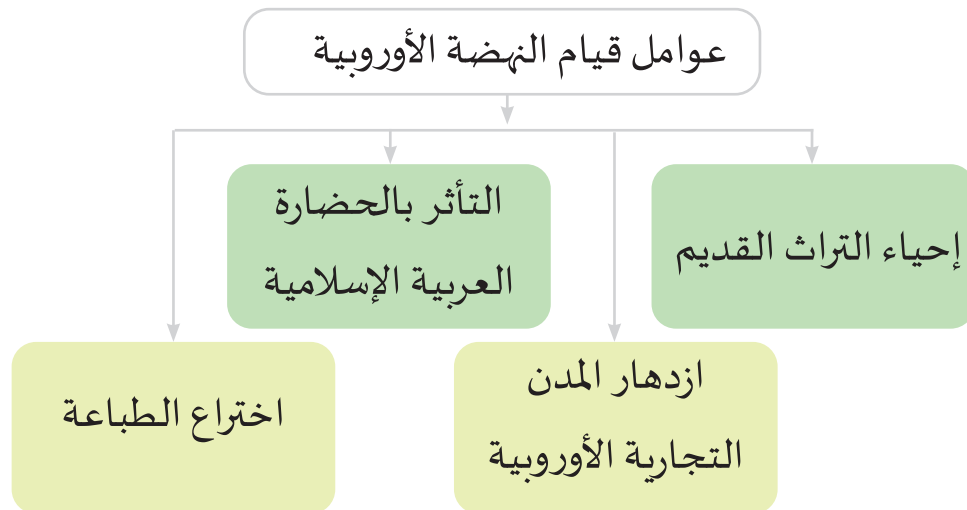 عوامل قيام النهضة الأوروبية
إحياء التراث القديم
التأثر بالحضارة
العربية الإسلامية
ازدهار المدن
التجارية الأوروبية
اختراع الطباعة